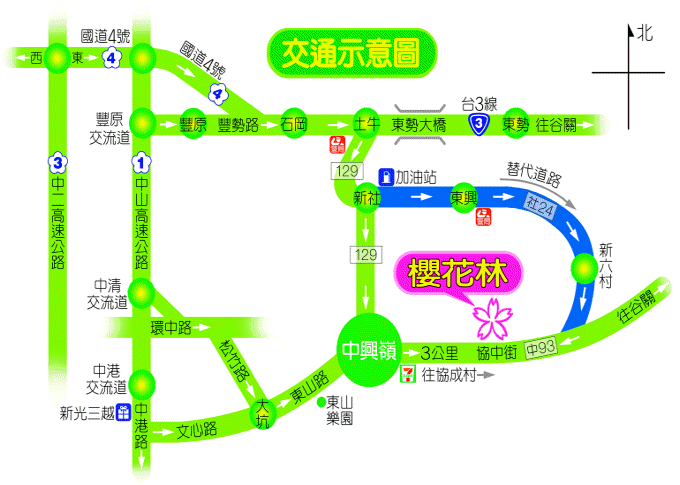 交通示意圖
北
國道4號
西
東
4
國道4號
4
豐原
交流道
豐原
豐勢路
石岡
土牛
東勢大橋
台3線
3
東勢
往谷關
警局
129
加油站
新社
東興
警局
替代道路
社24
新六村
3
中二高速公路
1
中山高速公路
129
櫻花林
往谷關
中清
交流道
環中路
松竹路
中興嶺
3公里
協中街
中93
7
往協成村
中港
交流道
新光三越
中港路
文心路
大坑
東山路
東山
樂園